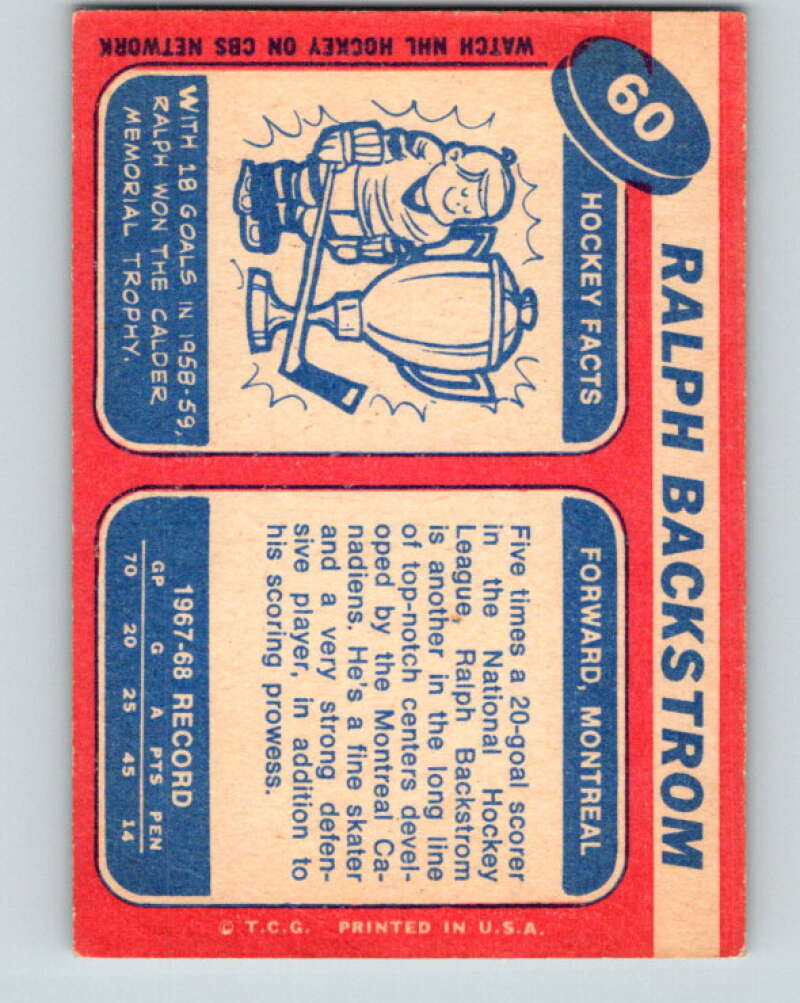 60
RALPH BACKSTROM
WATCH NHL HOCKEY ON CBS NETWORK
HOCKEY FACTS
WITH 18 GOALS IN 1958-59,
RALPH WON THE CALDER
MEMORIAL TROPHY.
FORWARD, MONTREAL
Five times a 20-goal scorer
in the National Hockey
League, Ralph Backstrom
is another in the long line
of top-notch centers devel-
oped by the Montreal Ca-
nadiens. He's a fine skater
and a very strong defen-
sive player, in addition to
his scoring prowess.
1967-68 RECORD
GP G A PTS PEN
70 20 25 45 14
© T.C.G. PRINTED IN U.S.A.